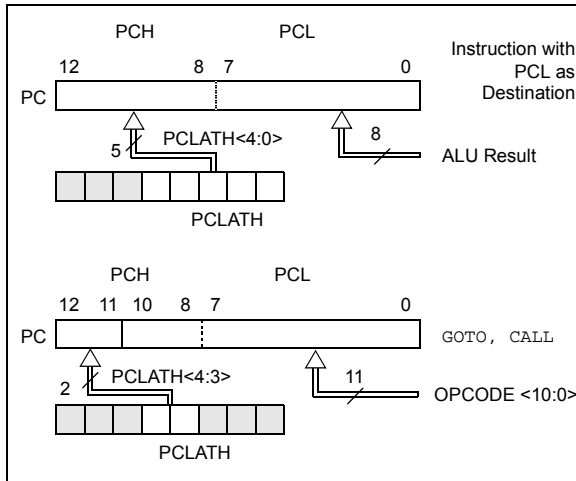 PCH PCL
12 8 7 0
Instruction with
PCL as
Destination
PC
5 PCLATH<4:0> 8
ALU Result
PCLATH
PCH PCL
12 11 10 8 7 0
PC GOTO, CALL
2 PCLATH<4:3> 11
OPCODE <10:0>
PCLATH